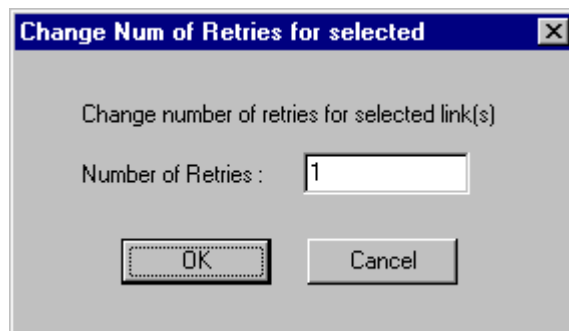 Change Num of Retries for selected
Change number of retries for selected link(s)
Number of Retries : 1
OK Cancel